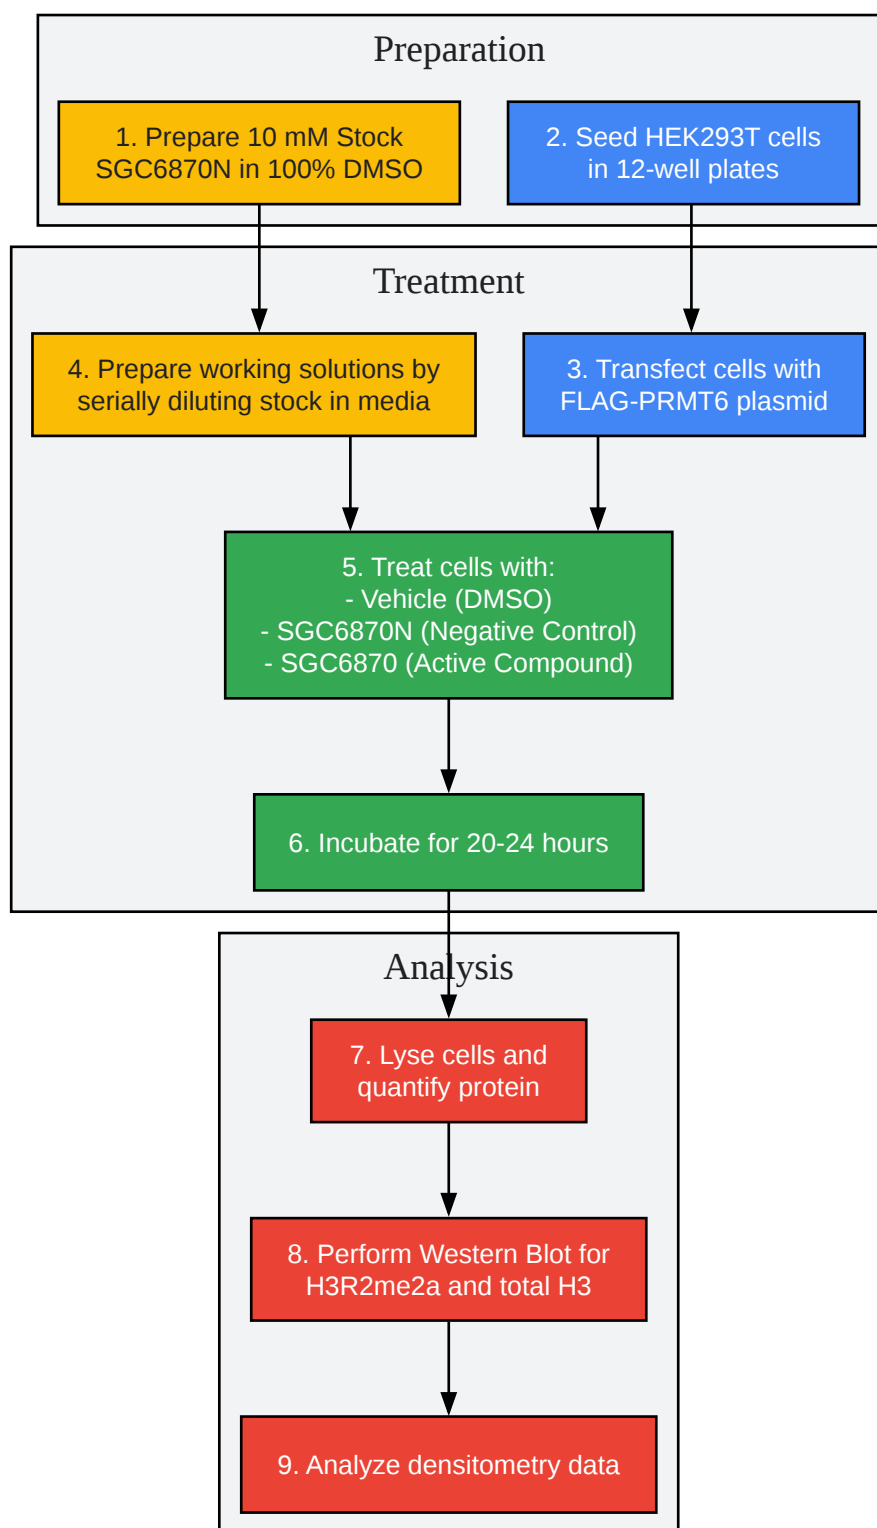 Preparation
1. Prepare 10 mM Stock
SGC6870N in 100% DMSO
2. Seed HEK293T cells
in 12-well plates
Treatment
4. Prepare working solutions by
serially diluting stock in media
3. Transfect cells with
FLAG-PRMT6 plasmid
5. Treat cells with:
- Vehicle (DMSO)
- SGC6870N (Negative Control)
- SGC6870 (Active Compound)
6. Incubate for 20-24 hours
Analysis
7. Lyse cells and
quantify protein
8. Perform Western Blot for
H3R2me2a and total H3
9. Analyze densitometry data